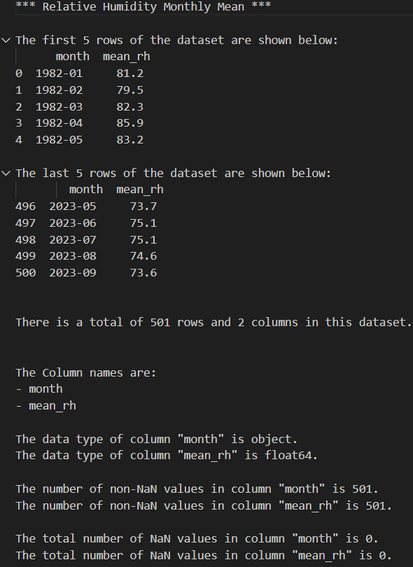 *** Relative Humidity Monthly Mean ***
The first 5 rows of the dataset are shown below:
month mean_rh
0 1982-01 81.2
1 1982-02 79.5
2 1982-03 82.3
3 1982-04 85.9
4 1982-05 83.2
The last 5 rows of the dataset are shown below:
month mean_rh
496 2023-05 73.7
497 2023-06 75.1
498 2023-07 75.1
499 2023-08 74.6
500 2023-09 73.6
There is a total of 501 rows and 2 columns in this dataset.
The Column names are:
- month
- mean_rh
The data type of column "month" is object.
The data type of column "mean_rh" is float64.
The number of non-NaN values in column "month" is 501.
The number of non-NaN values in column "mean_rh" is 501.
The total number of NaN values in column "month" is 0.
The total number of NaN values in column "mean_rh" is 0.